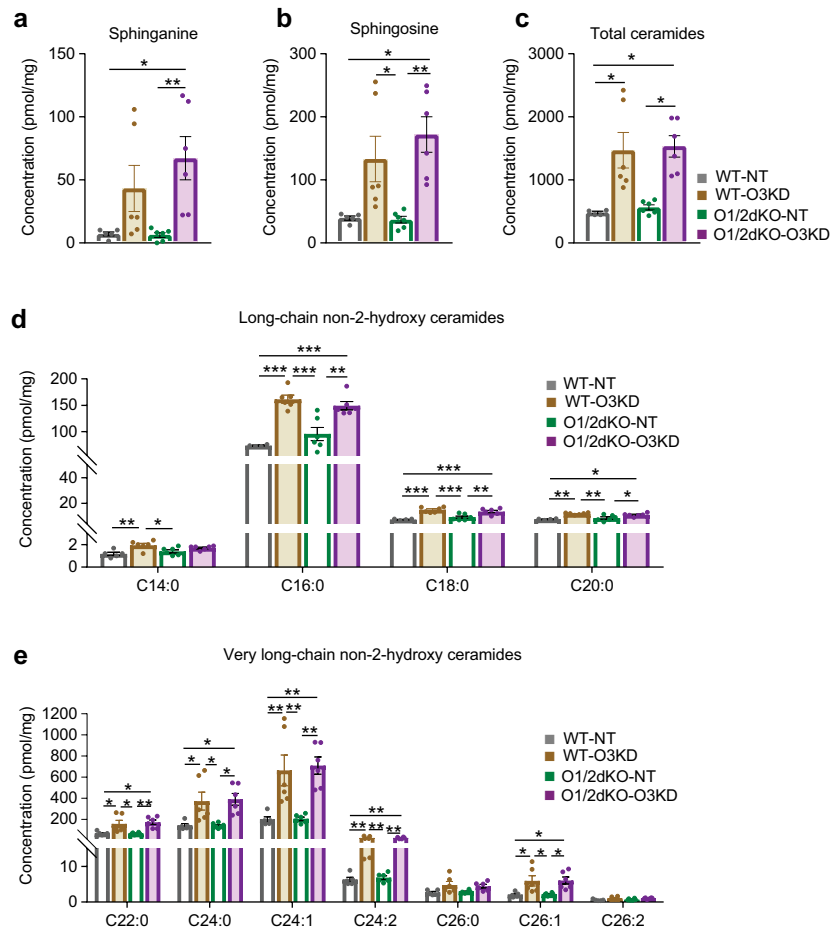 a
Sphinganine
Concentration (pmol/mg)
150
100
50
0
*
**
b
Sphingosine
Concentration (pmol/mg)
300
200
100
0
*
* **
c
Total ceramides
Concentration (pmol/mg)
3000
2000
1000
0
*
*
*
WT-NT
WT-O3KD
O1/2dKO-NT
O1/2dKO-O3KD
d
Long-chain non-2-hydroxy ceramides
Concentration (pmol/mg)
200
150
100
20
10
4
2
0
** *
***
*** *** **
***
*** *** **
*
** ** *
C14:0 C16:0 C18:0 C20:0
WT-NT
WT-O3KD
O1/2dKO-NT
O1/2dKO-O3KD
e
Very long-chain non-2-hydroxy ceramides
Concentration (pmol/mg)
1200
1000
800
600
400
200
10
0
*
* * **
*
* * *
**
** **
**
**
** ** **
*
* * *
C22:0 C24:0 C24:1 C24:2 C26:0 C26:1 C26:2
WT-NT
WT-O3KD
O1/2dKO-NT
O1/2dKO-O3KD